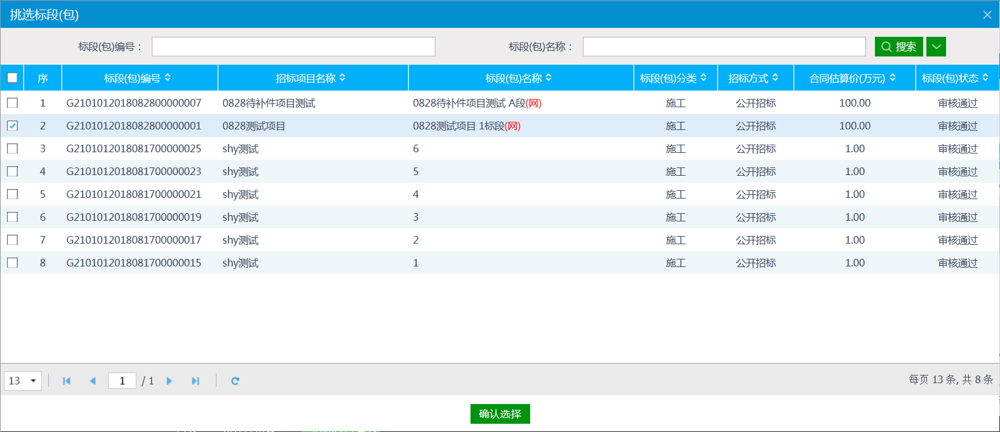 挑选标段(包)
标段(包)编号： 标段(包)名称： 搜索
序 标段(包)编号 招标项目名称 标段(包)名称 标段(包)分类 招标方式 合同估算价(万元) 标段(包)状态
1 G2101012018082800000007 0828待补件项目测试 0828待补件项目测试 A段(网) 施工 公开招标 100.00 审核通过
2 G2101012018082800000001 0828测试项目 0828测试项目 1标段(网) 施工 公开招标 100.00 审核通过
3 G2101012018081700000025 shy测试 6 施工 公开招标 1.00 审核通过
4 G2101012018081700000023 shy测试 5 施工 公开招标 1.00 审核通过
5 G2101012018081700000021 shy测试 4 施工 公开招标 1.00 审核通过
6 G2101012018081700000019 shy测试 3 施工 公开招标 1.00 审核通过
7 G2101012018081700000017 shy测试 2 施工 公开招标 1.00 审核通过
8 G2101012018081700000015 shy测试 1 施工 公开招标 1.00 审核通过
13 1 / 1 每页 13 条, 共 8 条
确认选择